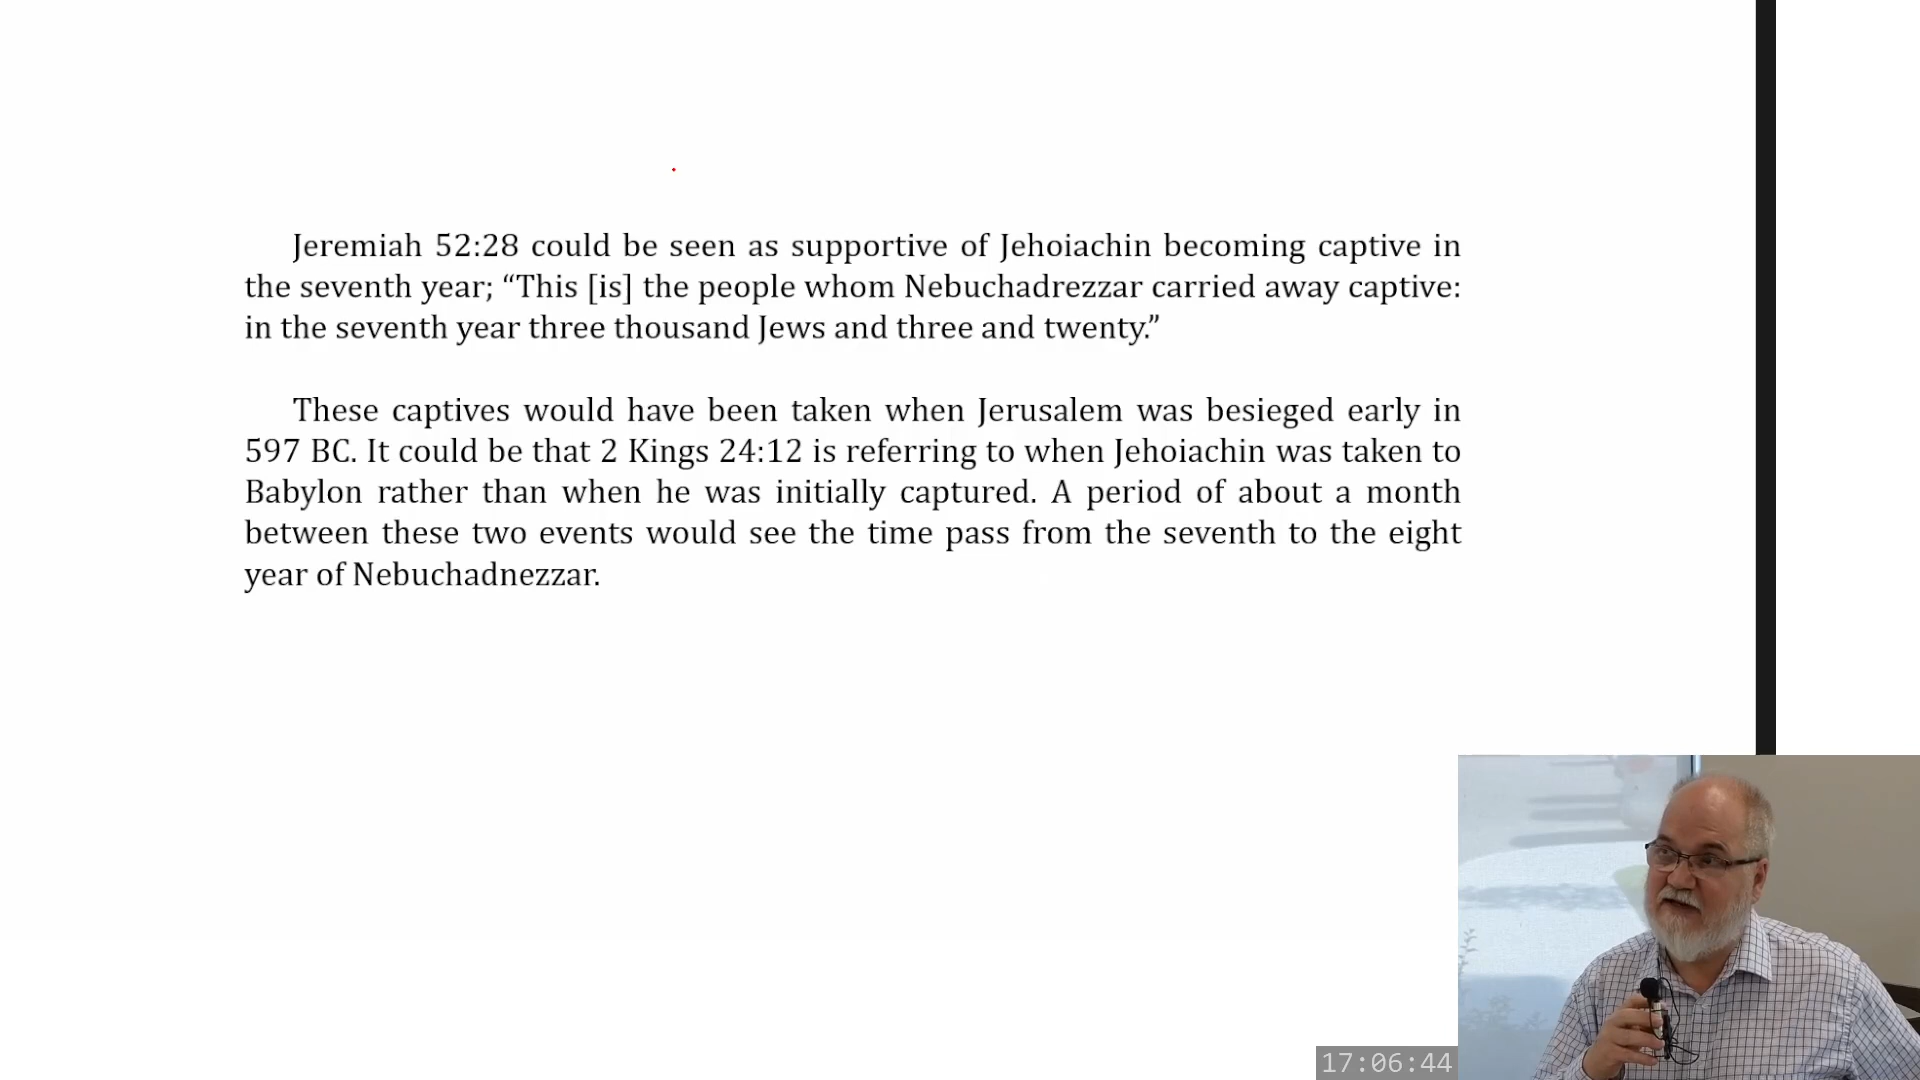 Jeremiah 52:28 could be seen as supportive of Jehoiachin becoming captive in
the seventh year; “This [is] the people whom Nebuchadrezzar carried away captive:
in the seventh year three thousand Jews and three and twenty.”
These captives would have been taken when Jerusalem was besieged early in
597 BC. It could be that 2 Kings 24:12 is referring to when Jehoiachin was taken to
Babylon rather than when he was initially captured. A period of about a month
between these two events would see the time pass from the seventh to the eight
year of Nebuchadnezzar.
17:06:44